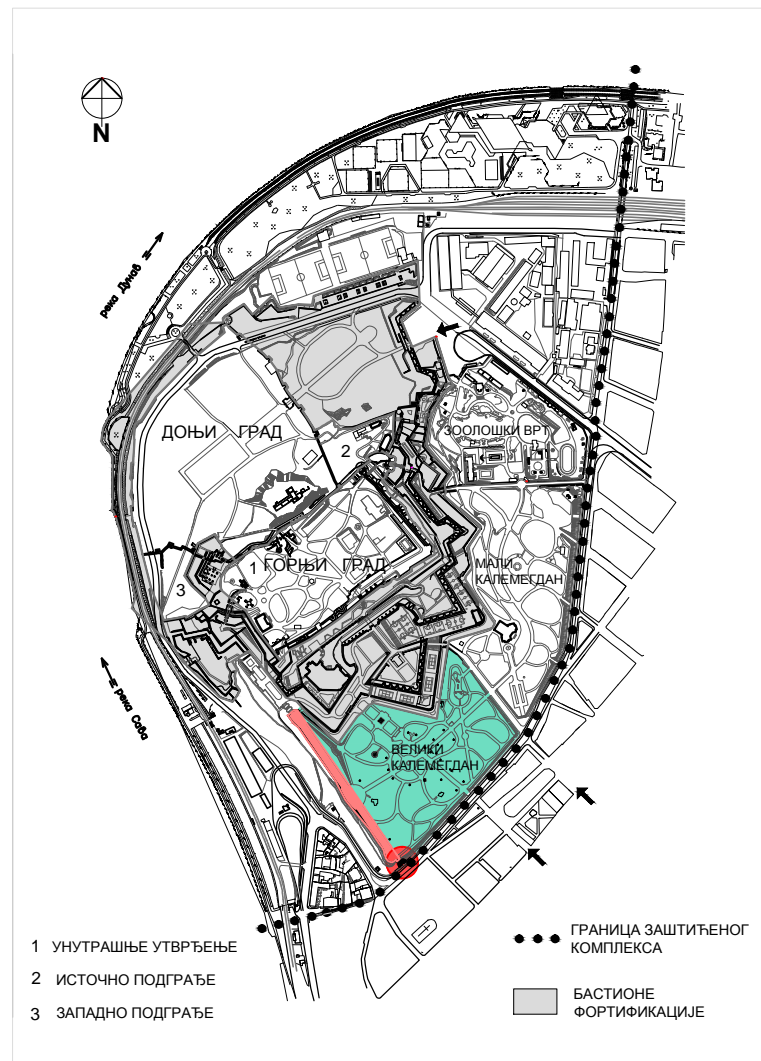 N
река Дунав
ДОЊИ ГРАД
2
ЗООЛОШКИ ВРТ
1 ГОРЊИ ГРАД
3
МАЛИ
КАЛЕМЕГДАН
река Сава
ВЕЛИКИ
КАЛЕМЕГДАН
1 УНУТРАШЊЕ УТВРЂЕЊЕ
2 ИСТОЧНО ПОДГРАЂЕ
3 ЗАПАДНО ПОДГРАЂЕ
ГРАНИЦА ЗАШТИЋЕНОГ
КОМПЛЕКСА
БАСТИОНЕ
ФОРТИФИКАЦИЈЕ